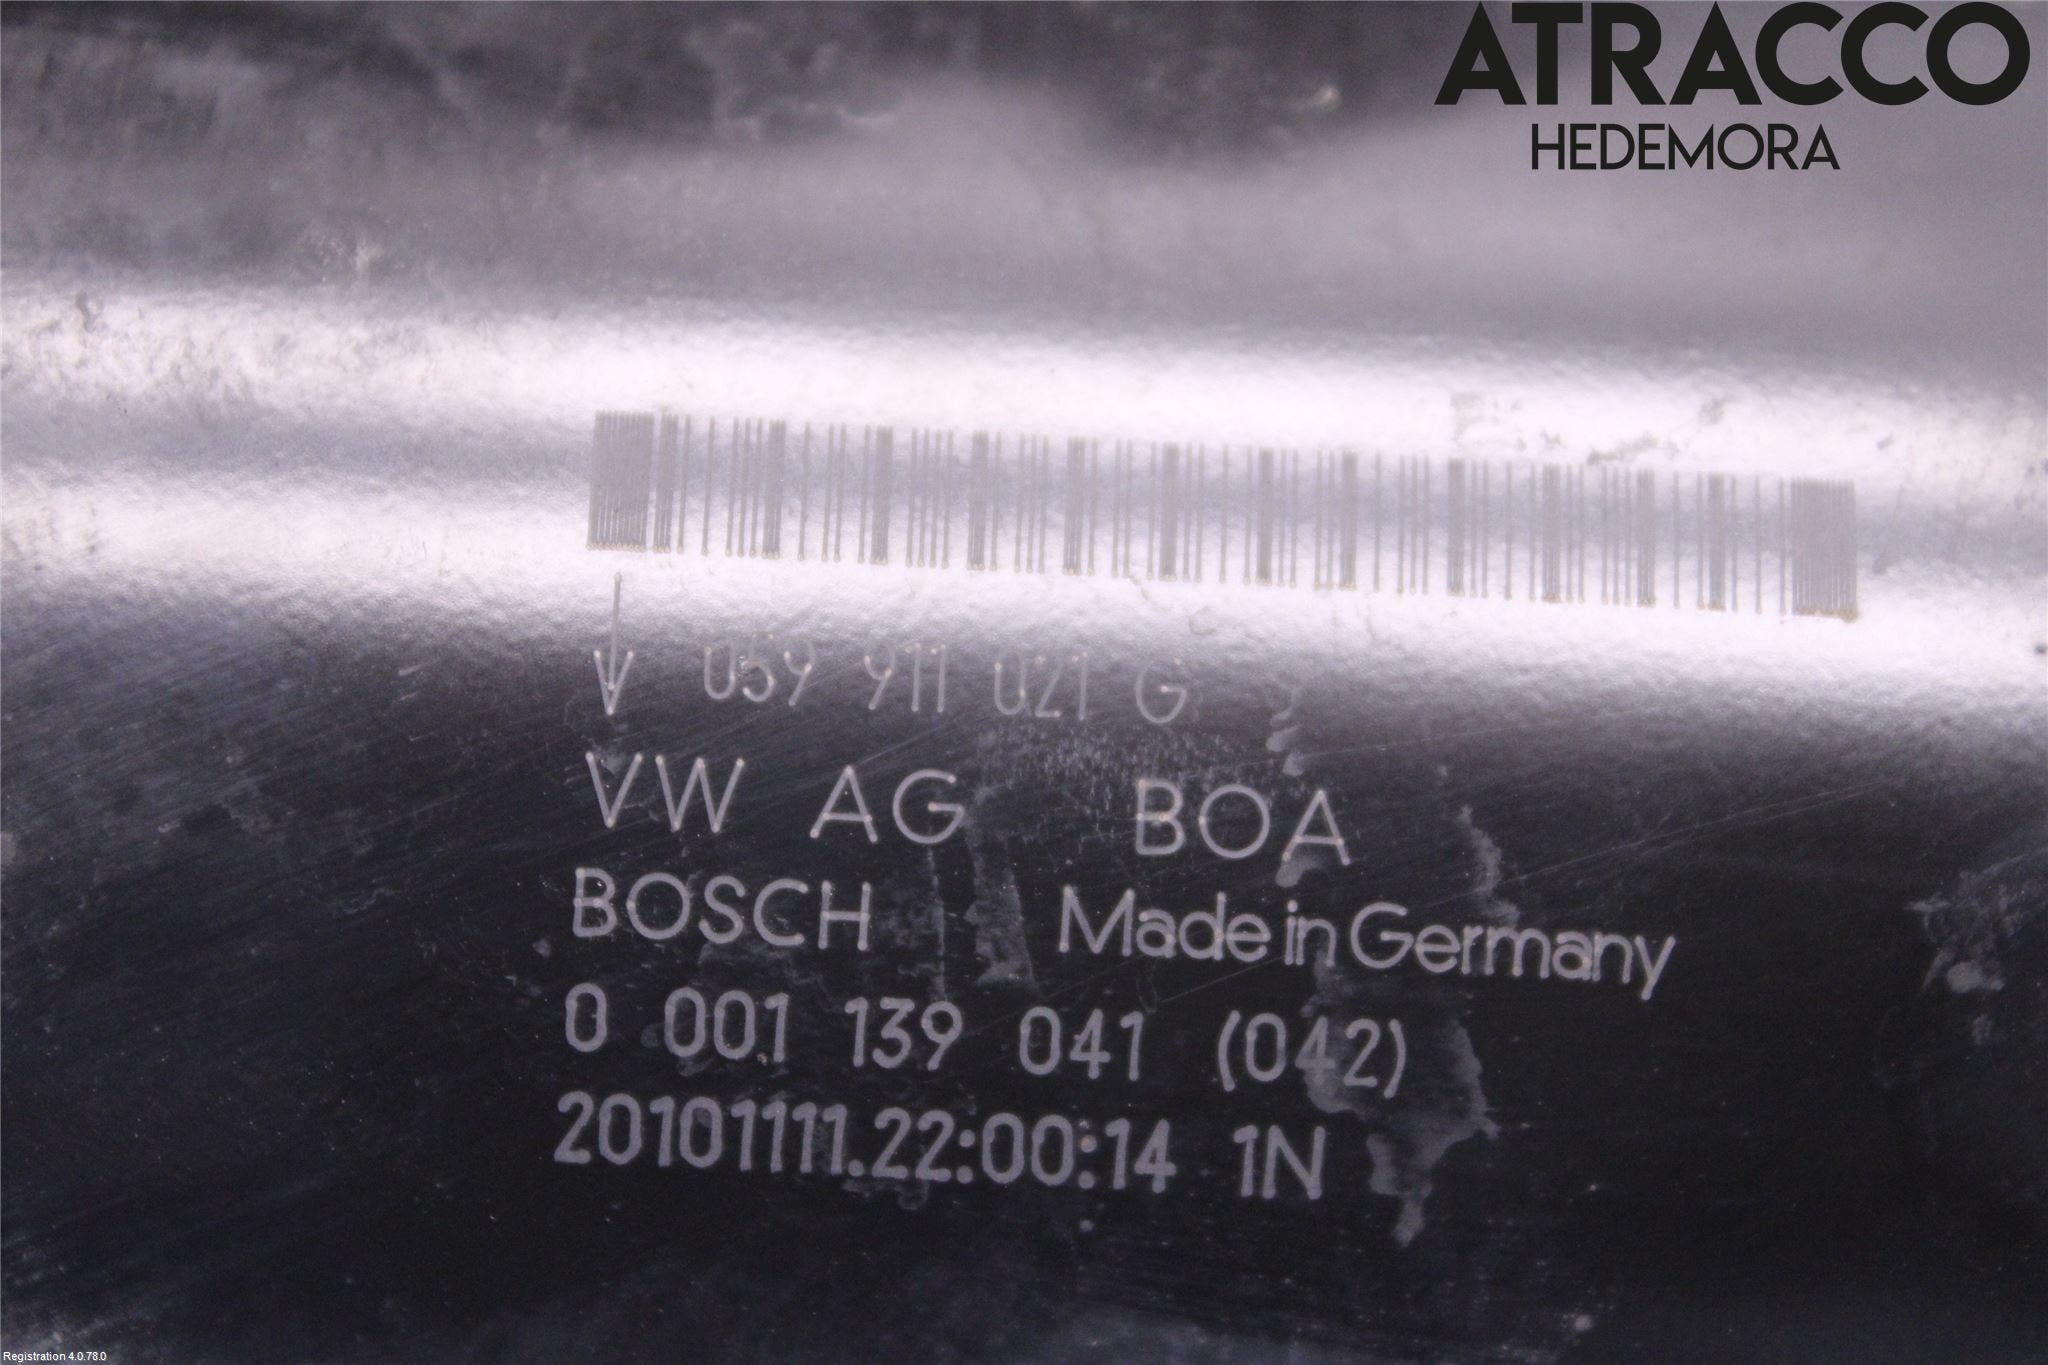 ATRACCO
HEDEMORA
059 911 021 G
VW AG BOA
BOSCH Made in Germany
0 001 139 041 (042)
20101111.22:00:14 1N
Registration 4.0.78.0